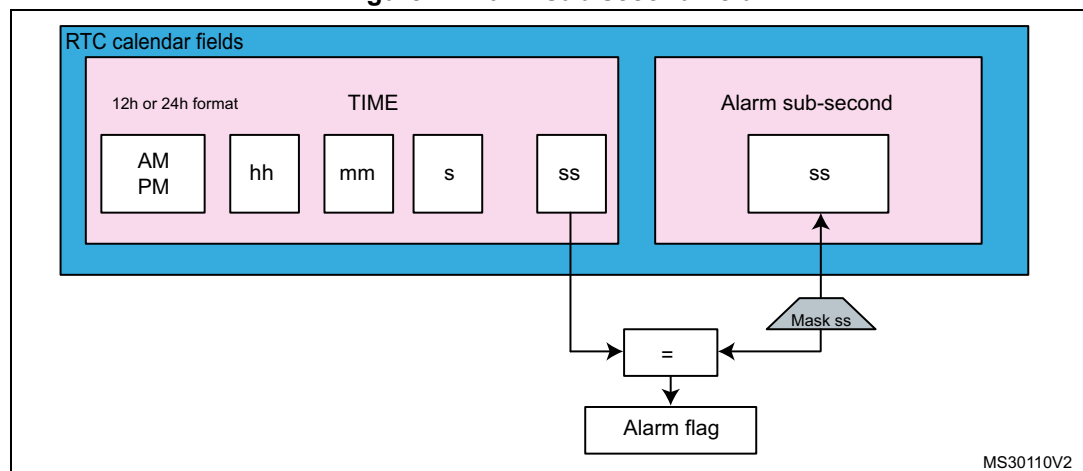 RTC calendar fields
12h or 24h format
TIME
Alarm sub-second
AM
PM
hh
mm
s
ss
ss
Mask ss
=
Alarm flag
MS30110V2